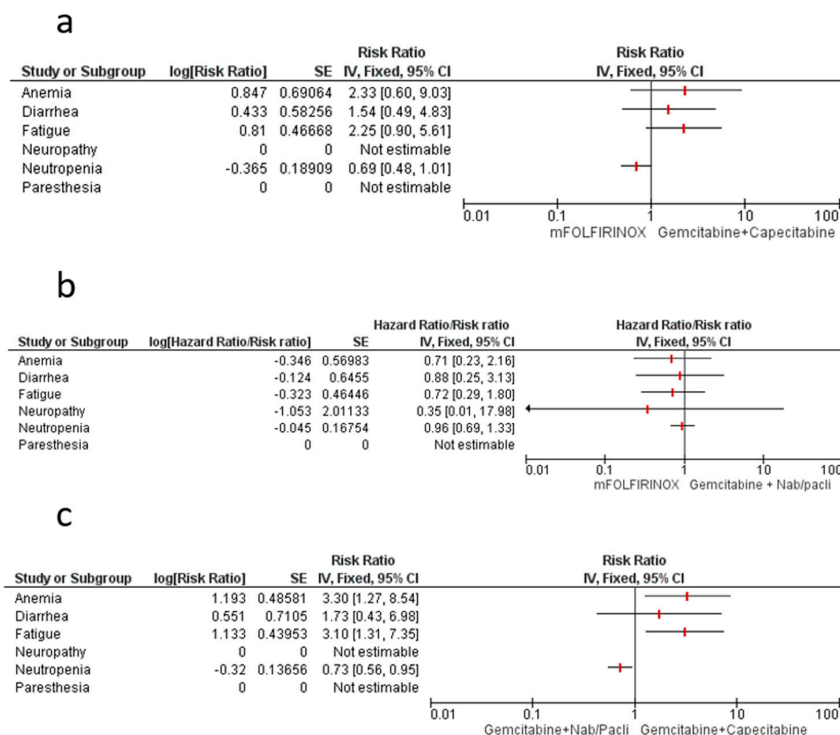 a
Risk Ratio Risk Ratio
Study or Subgroup log[Risk Ratio] SE IV, Fixed, 95% CI IV, Fixed, 95% CI
Anemia 0.847 0.69064 2.33 [0.60, 9.03]
Diarrhea 0.433 0.58256 1.54 [0.49, 4.83]
Fatigue 0.81 0.46668 2.25 [0.90, 5.61]
Neuropathy 0 0 Not estimable
Neutropenia -0.365 0.18909 0.69 [0.48, 1.01]
Paresthesia 0 0 Not estimable
0.01 0.1 1 10 100
mFOLFIRINOX Gemcitabine+Capecitabine
b
Hazard Ratio/Risk ratio Hazard Ratio/Risk ratio
Study or Subgroup log[Hazard Ratio/Risk ratio] SE IV, Fixed, 95% CI IV, Fixed, 95% CI
Anemia -0.346 0.56983 0.71 [0.23, 2.16]
Diarrhea -0.124 0.6455 0.88 [0.25, 3.13]
Fatigue -0.323 0.46446 0.72 [0.29, 1.80]
Neuropathy -1.053 2.01133 0.35 [0.01, 17.98]
Neutropenia -0.045 0.16754 0.96 [0.69, 1.33]
Paresthesia 0 0 Not estimable
0.01 0.1 1 10 100
mFOLFIRINOX Gemcitabine + Nab/pacli
c
Risk Ratio Risk Ratio
Study or Subgroup log[Risk Ratio] SE IV, Fixed, 95% CI IV, Fixed, 95% CI
Anemia 1.193 0.48581 3.30 [1.27, 8.54]
Diarrhea 0.551 0.7105 1.73 [0.43, 6.98]
Fatigue 1.133 0.43953 3.10 [1.31, 7.35]
Neuropathy 0 0 Not estimable
Neutropenia -0.32 0.13656 0.73 [0.56, 0.95]
Paresthesia 0 0 Not estimable
0.01 0.1 1 10 100
Gemcitabine+Nab/Pacli Gemcitabine+Capecitabine